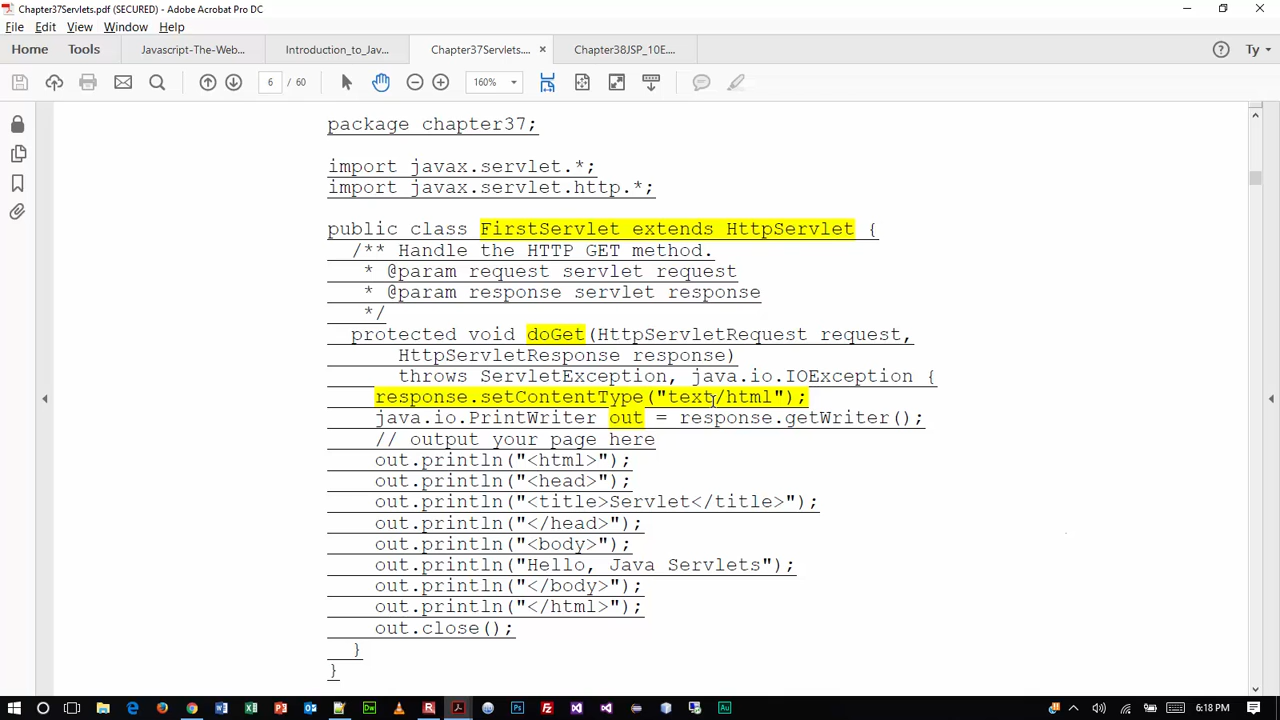 Chapter37Servlets.pdf (SECURED) - Adobe Acrobat Pro DC
File Edit View Window Help
Home Tools Javascript-The-Web... Introduction_to_Jav... Chapter37Servlets.... × Chapter38JSP_10E.... Ty
6 / 60 160%
package chapter37;
import javax.servlet.*;
import javax.servlet.http.*;
public class FirstServlet extends HttpServlet {
/** Handle the HTTP GET method.
* @param request servlet request
* @param response servlet response
*/
protected void doGet(HttpServletRequest request,
HttpServletResponse response)
throws ServletException, java.io.IOException {
response.setContentType("text/html");
java.io.PrintWriter out = response.getWriter();
// output your page here
out.println("<html>");
out.println("<head>");
out.println("<title>Servlet</title>");
out.println("</head>");
out.println("<body>");
out.println("Hello, Java Servlets");
out.println("</body>");
out.println("</html>");
out.close();
}
}
6:18 PM